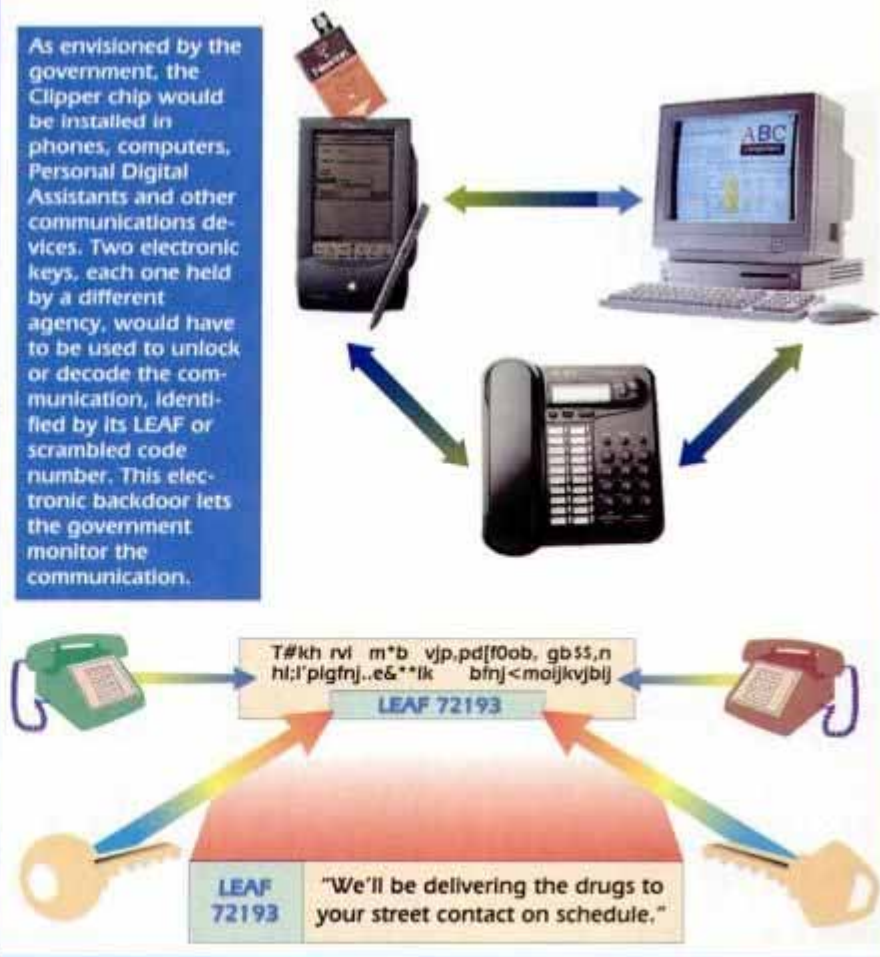 As envisioned by the
government, the
Clipper chip would
be installed in
phones, computers,
Personal Digital
Assistants and other
communications de-
vices. Two electronic
keys, each one held
by a different
agency, would have
to be used to unlock
or decode the com-
munication, identi-
fied by its LEAF or
scrambled code
number. This elec-
tronic backdoor lets
the government
monitor the
communication.
ABC
T#kh rvl m*b vjp,pd[f0ob, gb$$,n
hl;l'plgfnj..e&**lk bfnj<moijkvjbij
LEAF 72193
LEAF
72193
"We'll be delivering the drugs to
your street contact on schedule."